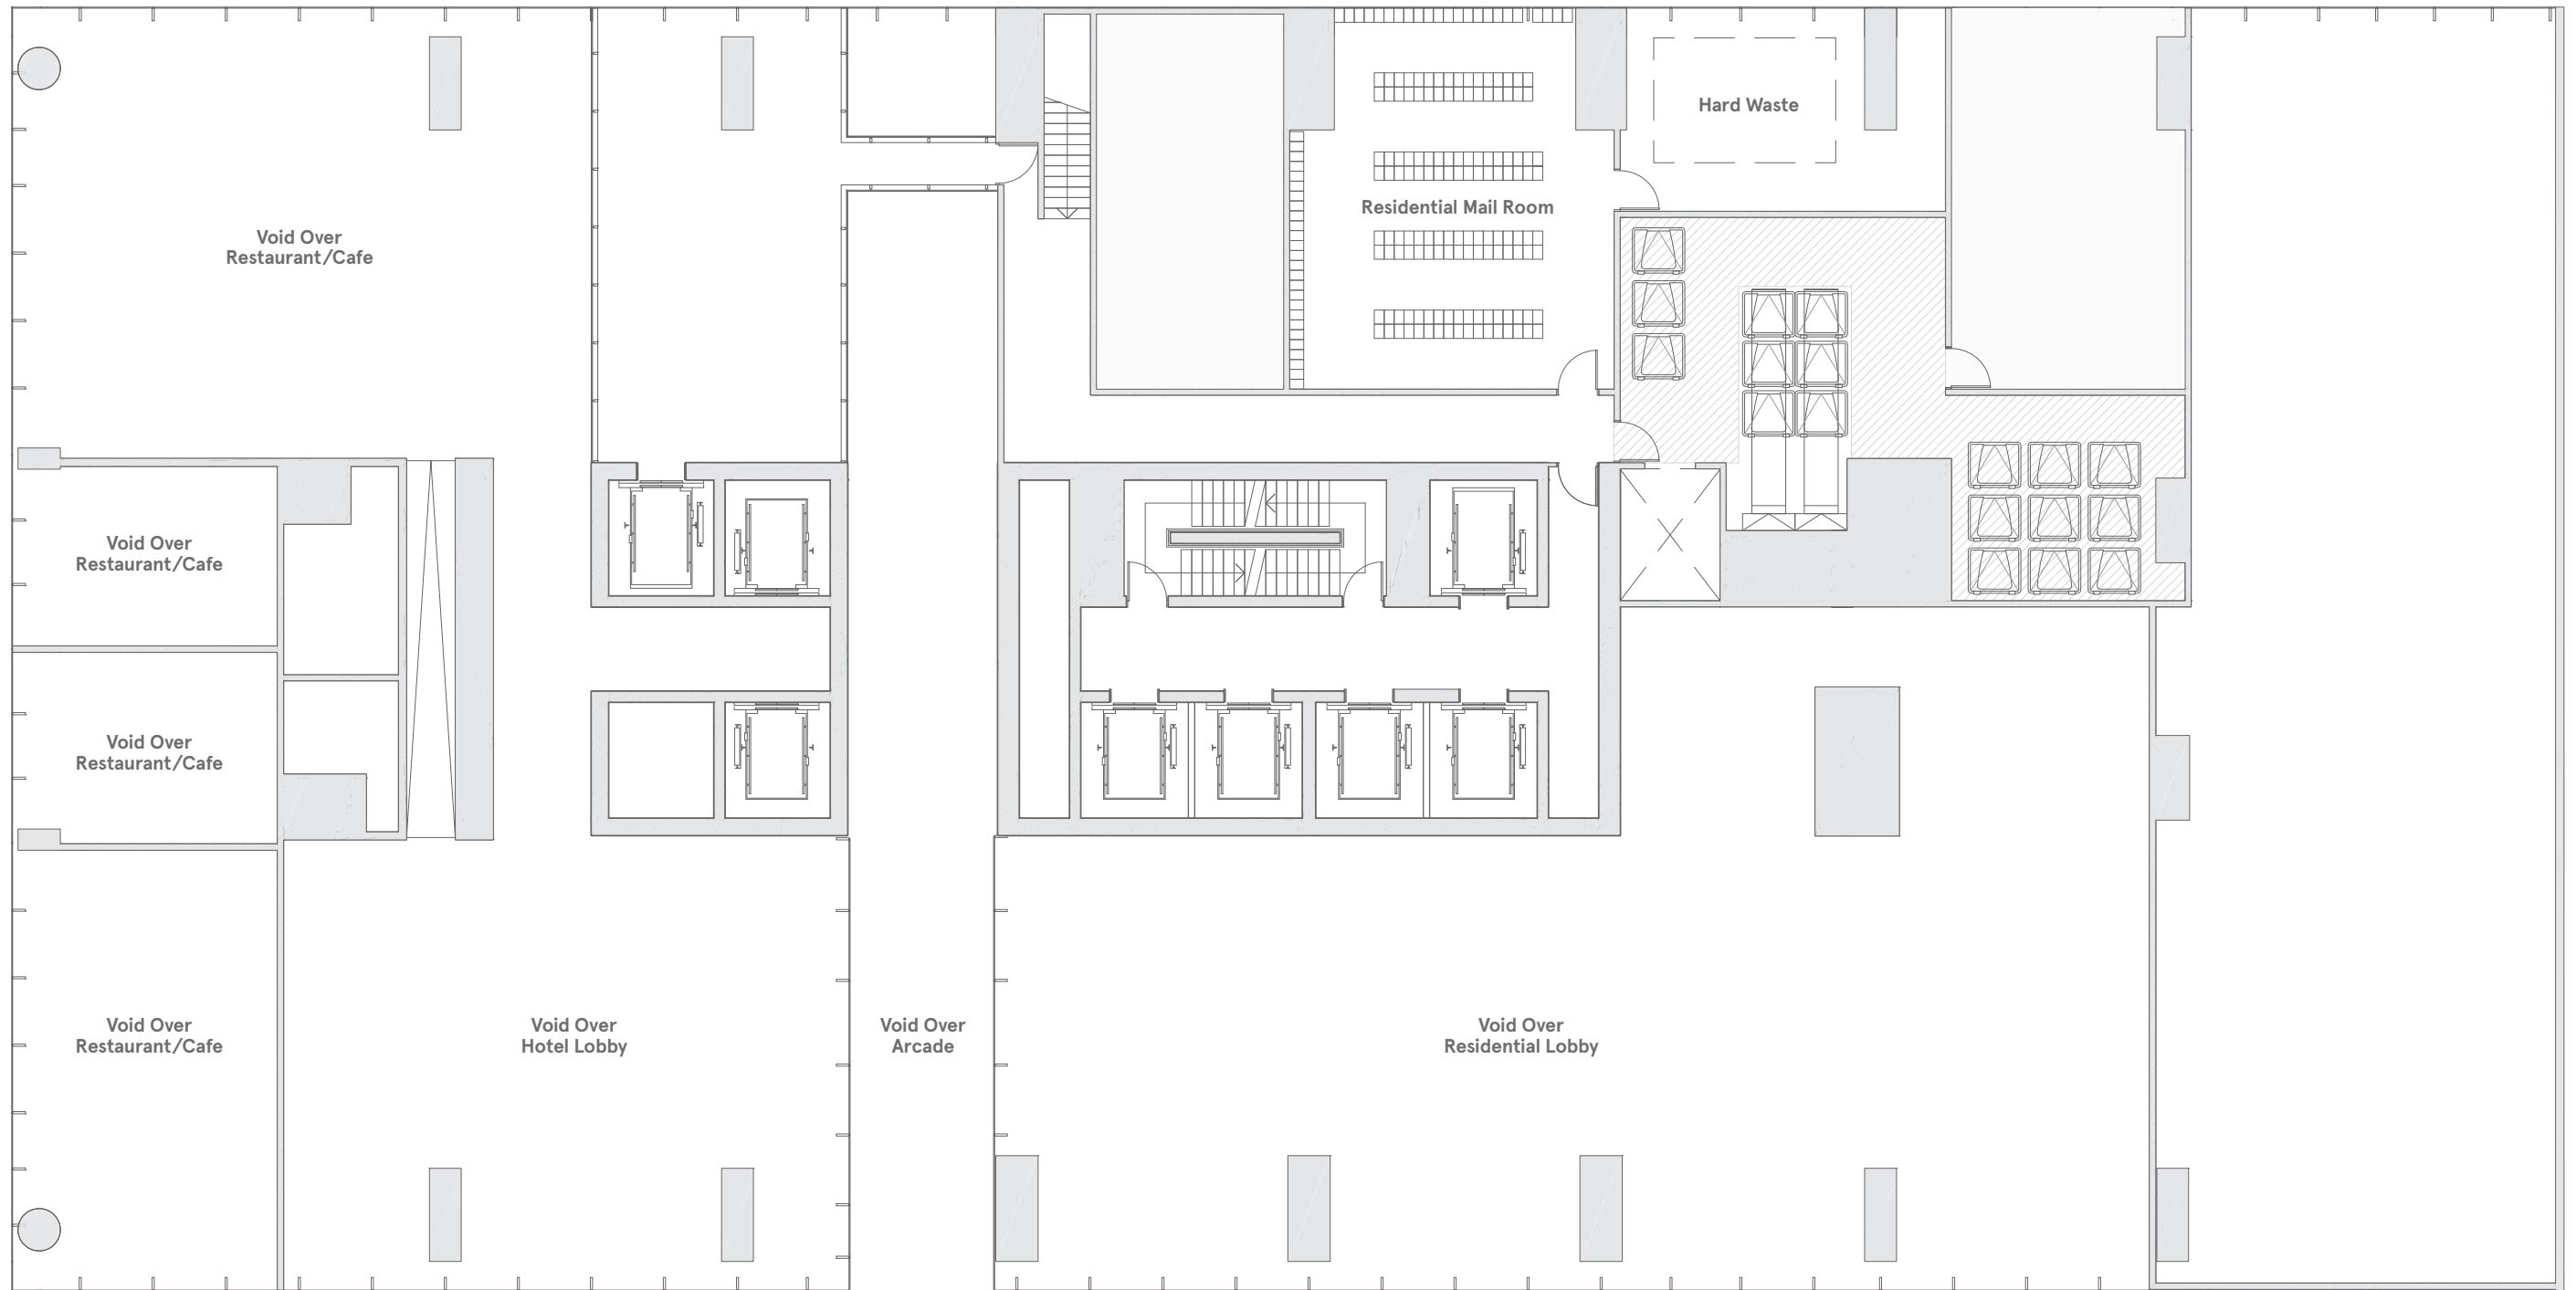 Hard Waste
Residential Mail Room
Void Over
Restaurant/Cafe
Void Over
Restaurant/Cafe
Void Over
Restaurant/Cafe
Void Over
Restaurant/Cafe
Void Over
Hotel Lobby
Void Over
Arcade
Void Over
Residential Lobby